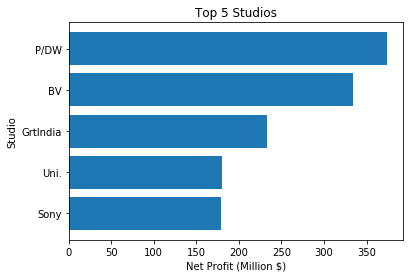 Top 5 Studios
Studio
P/DW
BV
GrtIndia
Uni.
Sony
0 50 100 150 200 250 300 350
Net Profit (Million $)